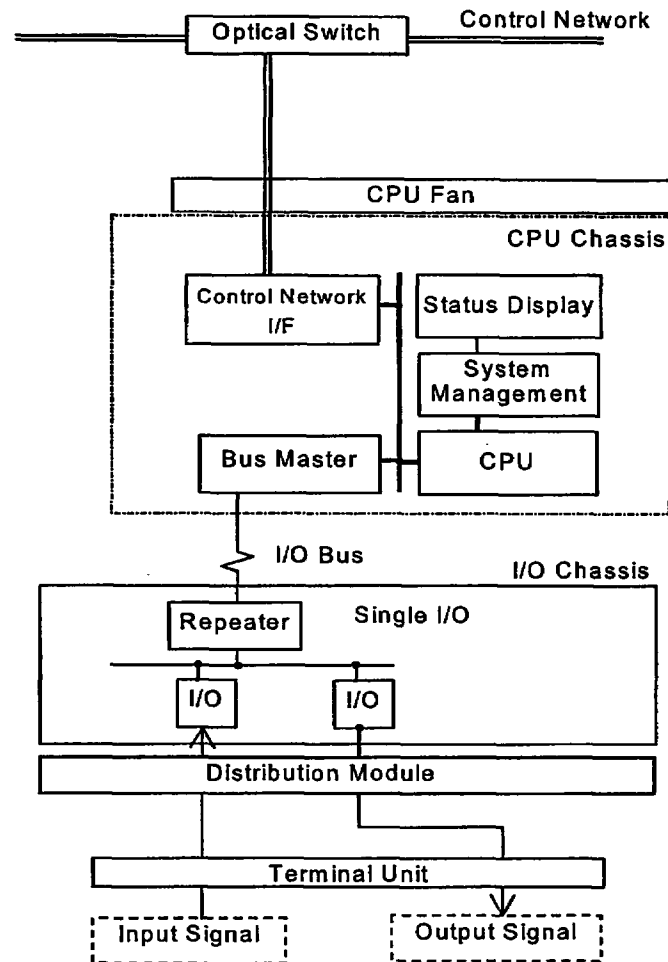 Control Network
Optical Switch
CPU Fan
CPU Chassis
Control Network
I/F
Status Display
System
Management
Bus Master
CPU
I/O Bus
I/O Chassis
Repeater
Single I/O
I/O
I/O
Distribution Module
Terminal Unit
Input Signal
Output Signal